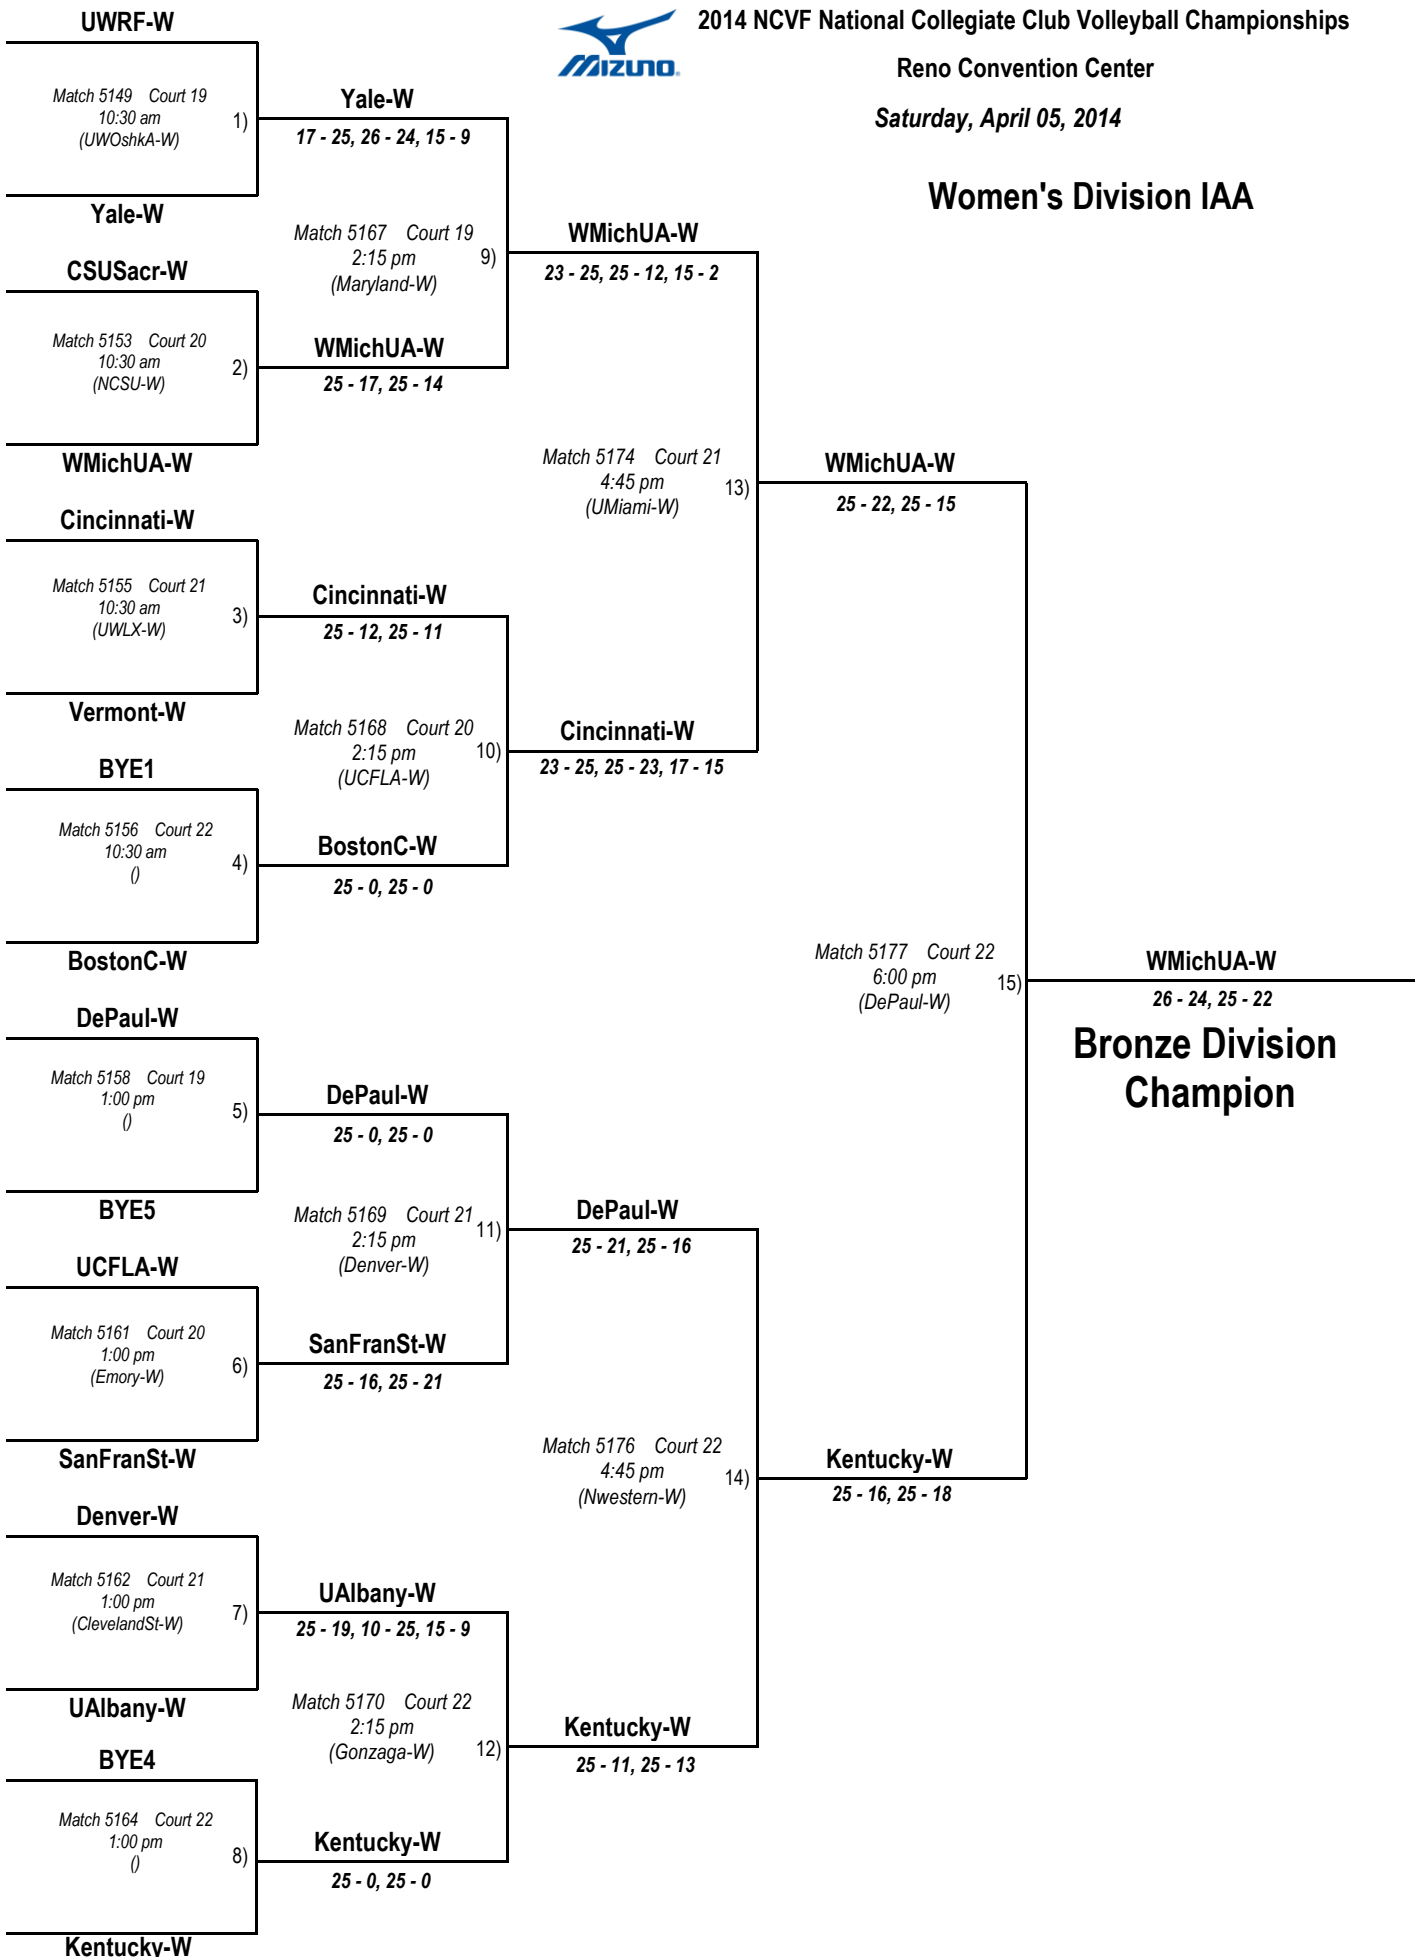 2014 NCVF National Collegiate Club Volleyball Championships
MIZUNO.
Reno Convention Center
Saturday, April 05, 2014
Women's Division IAA
UWRF-W
Match 5149 Court 19
10:30 am
(UWOshkA-W)
1)
Yale-W
CSUSacr-W
Match 5153 Court 20
10:30 am
(NCSU-W)
2)
WMichUA-W
Cincinnati-W
Match 5155 Court 21
10:30 am
(UWLX-W)
3)
Vermont-W
BYE1
Match 5156 Court 22
10:30 am
()
4)
BostonC-W
DePaul-W
Match 5158 Court 19
1:00 pm
()
5)
BYE5
UCFLA-W
Match 5161 Court 20
1:00 pm
(Emory-W)
6)
SanFranSt-W
Denver-W
Match 5162 Court 21
1:00 pm
(ClevelandSt-W)
7)
UAlbany-W
BYE4
Match 5164 Court 22
1:00 pm
()
8)
Kentucky-W
Yale-W
17 - 25, 26 - 24, 15 - 9
Match 5167 Court 19
2:15 pm
(Maryland-W)
9)
WMichUA-W
25 - 17, 25 - 14
Cincinnati-W
25 - 12, 25 - 11
Match 5168 Court 20
2:15 pm
(UCFLA-W)
10)
BostonC-W
25 - 0, 25 - 0
DePaul-W
25 - 0, 25 - 0
Match 5169 Court 21
2:15 pm
(Denver-W)
11)
SanFranSt-W
25 - 16, 25 - 21
UAlbany-W
25 - 19, 10 - 25, 15 - 9
Match 5170 Court 22
2:15 pm
(Gonzaga-W)
12)
Kentucky-W
25 - 0, 25 - 0
WMichUA-W
23 - 25, 25 - 12, 15 - 2
Match 5174 Court 21
4:45 pm
(UMiami-W)
13)
Cincinnati-W
23 - 25, 25 - 23, 17 - 15
DePaul-W
25 - 21, 25 - 16
Match 5176 Court 22
4:45 pm
(Nwestern-W)
14)
Kentucky-W
25 - 11, 25 - 13
WMichUA-W
25 - 22, 25 - 15
Match 5177 Court 22
6:00 pm
(DePaul-W)
15)
Kentucky-W
25 - 16, 25 - 18
WMichUA-W
26 - 24, 25 - 22
Bronze Division
Champion